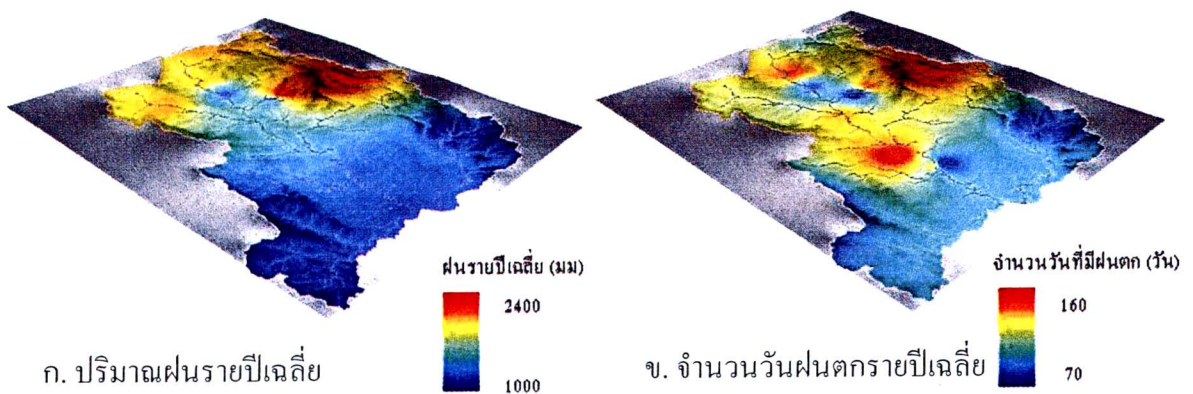 ฝนรายปีเฉลี่ย (มม)
2400
1000
ก. ปริมาณฝนรายปีเฉลี่ย
จำนวนวันที่มีฝนตก (วัน)
160
70
ข. จำนวนวันฝนตกรายปีเฉลี่ย